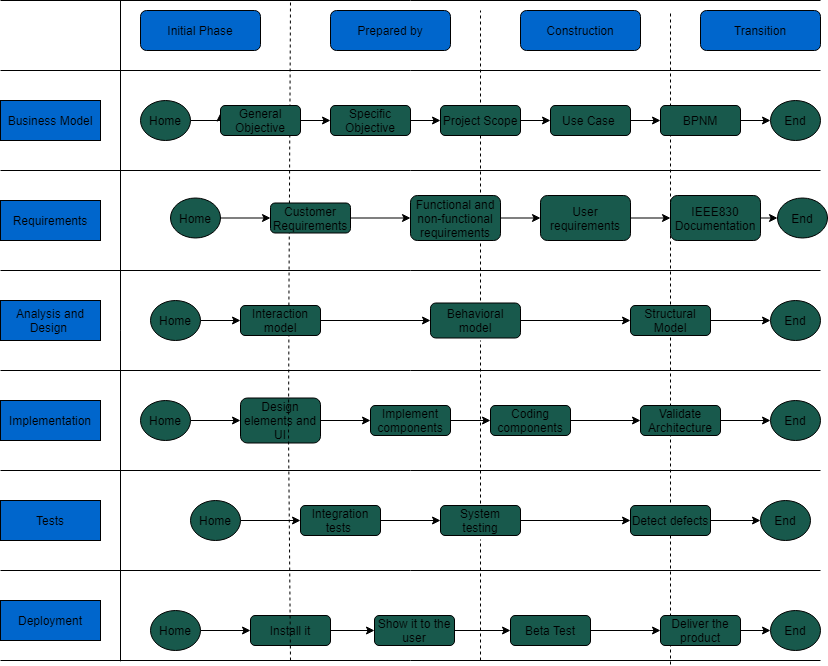 Initial Phase
Prepared by
Construction
Transition
Business Model
Home
General
Objective
Specific
Objective
Project Scope
Use Case
BPNM
End
Requirements
Home
Customer
Requirements
Functional and
non-functional
requirements
User
requirements
IEEE830
Documentation
End
Analysis and
Design
Home
Interaction
model
Behavioral
model
Structural
Model
End
Implementation
Home
Design
elements and
UI
Implement
components
Coding
components
Validate
Architecture
End
Tests
Home
Integration
tests
System
testing
Detect defects
End
Deployment
Home
Install it
Show it to the
user
Beta Test
Deliver the
product
End